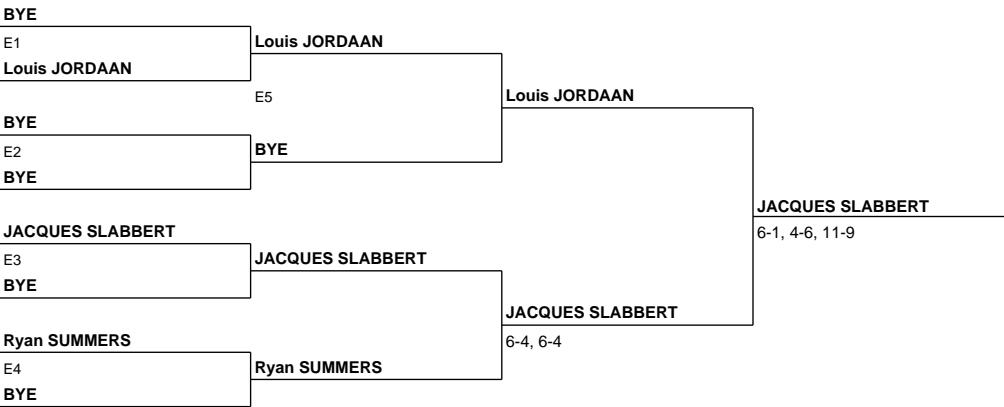 BYE
E1
Louis JORDAAN
Louis JORDAAN
E5
Louis JORDAAN
BYE
E2
BYE
BYE
JACQUES SLABBERT
6-1, 4-6, 11-9
JACQUES SLABBERT
E3
BYE
JACQUES SLABBERT
JACQUES SLABBERT
6-4, 6-4
Ryan SUMMERS
E4
BYE
Ryan SUMMERS